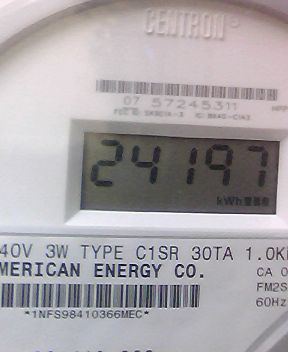 CENTRON®
07 57245311
24197
kWh
40V 3W TYPE C1SR 30TA 1.0K
MERICAN ENERGY CO.
CA 0
FM2S
60Hz
*1NFS98410366MEC*